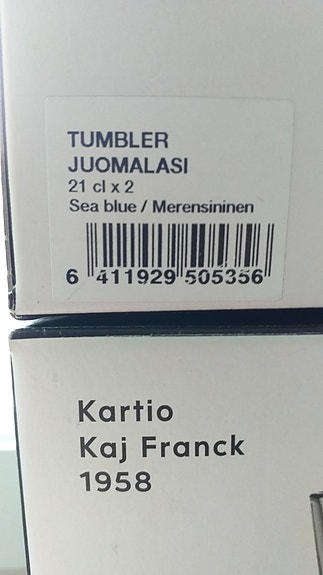 TUMBLER
JUOMALASI
21 cl x 2
Sea blue / Merensininen
6 411929 505356
Kartio
Kaj Franck
1958